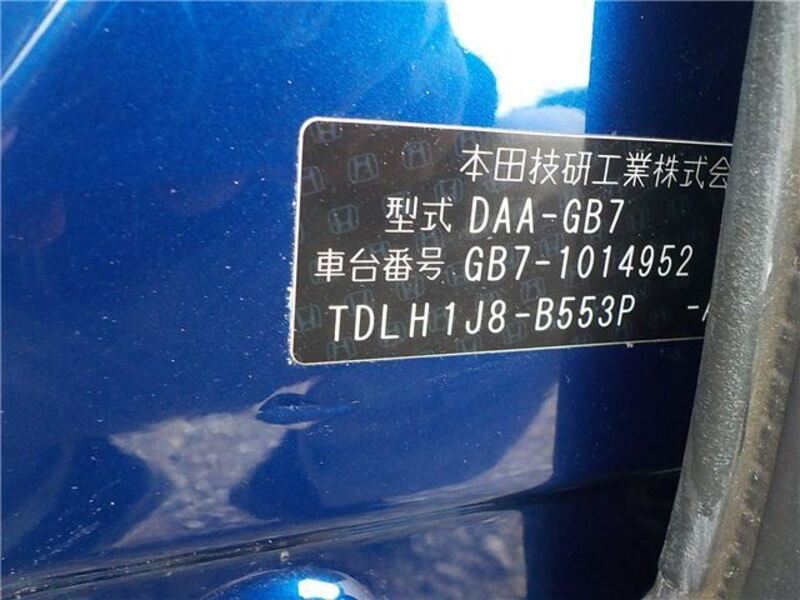 本田技研工業株式会
型式 DAA-GB7
車台番号 GB7-1014952
TDLH1J8-B553P -